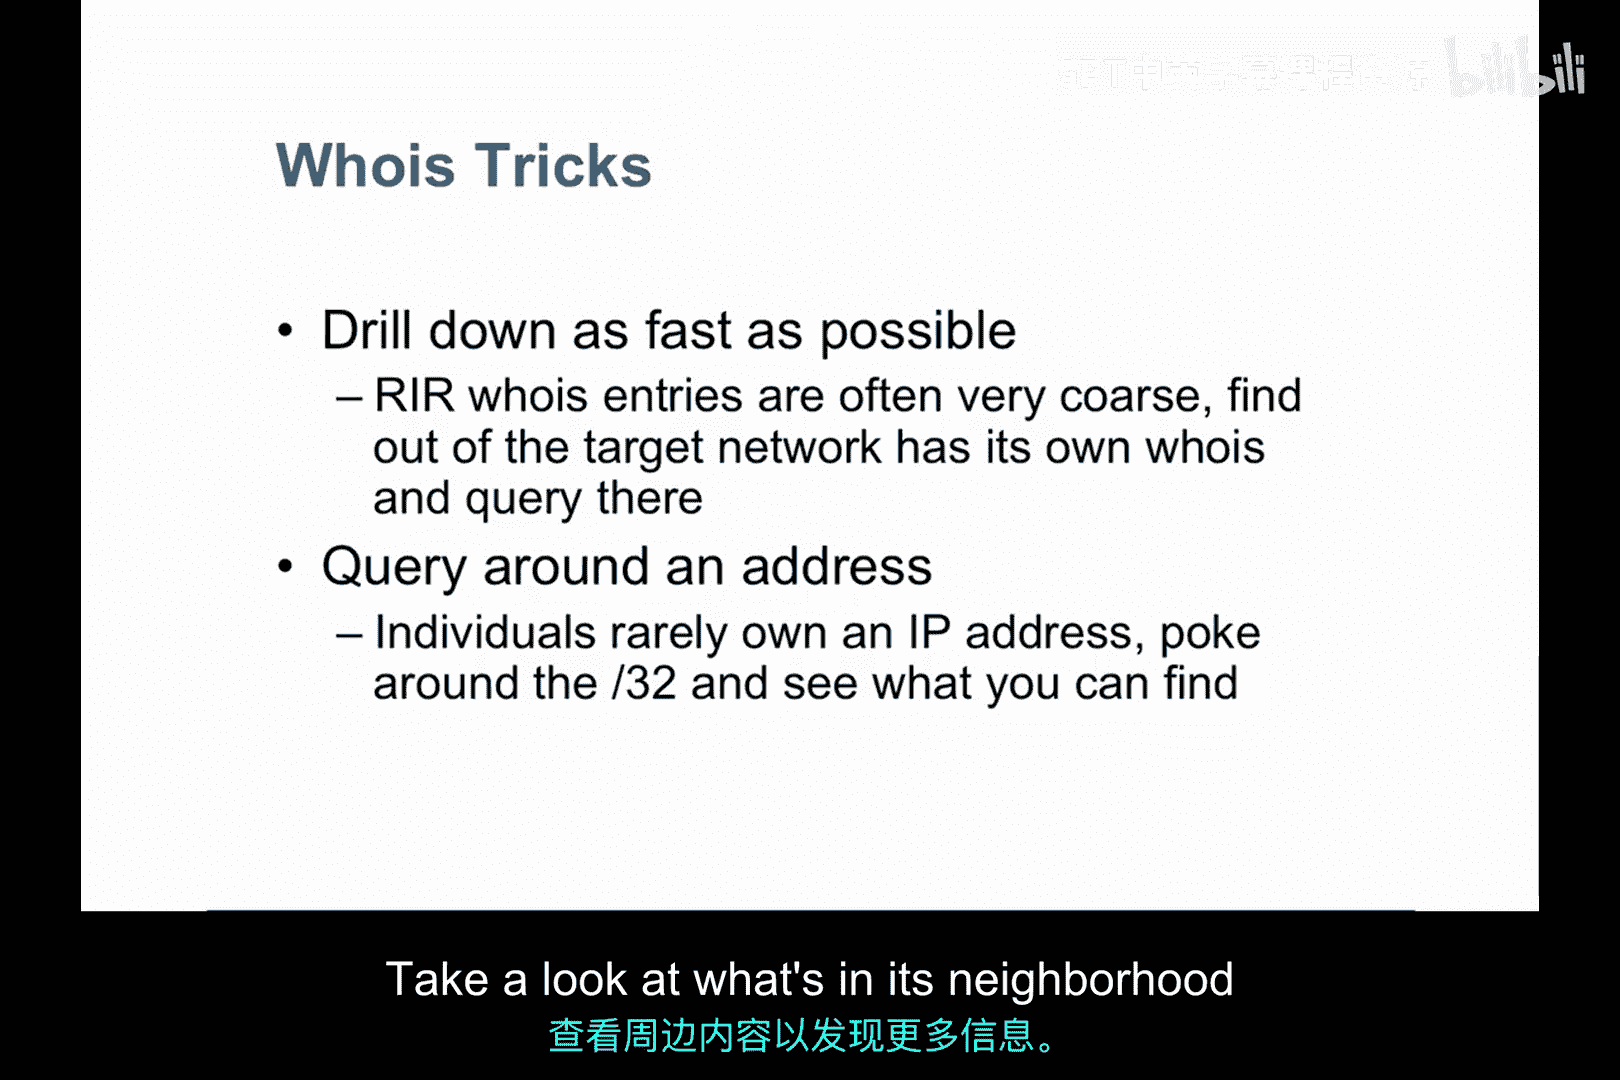 bilibili
Whois Tricks
• Drill down as fast as possible
– RIR whois entries are often very coarse, find
out of the target network has its own whois
and query there
• Query around an address
– Individuals rarely own an IP address, poke
around the /32 and see what you can find
Take a look at what's in its neighborhood
查看周边内容以发现更多信息。